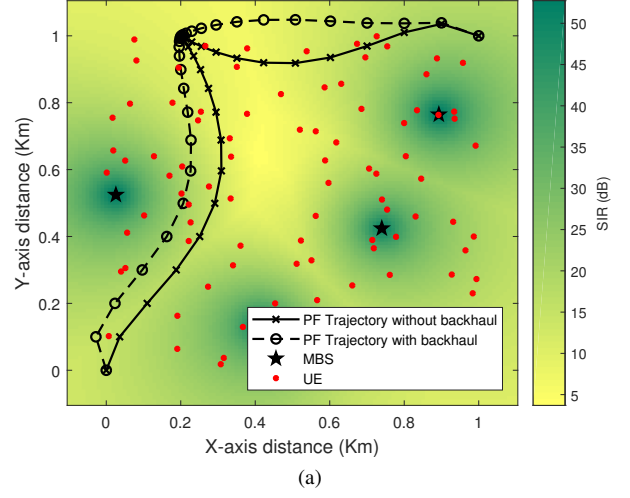 1
0.8
0.6
0.4
0.2
0
Y-axis distance (Km)
0 0.2 0.4 0.6 0.8 1
X-axis distance (Km)
PF Trajectory without backhaul
PF Trajectory with backhaul
MBS
UE
50
45
40
35
30
25
20
15
10
5
SIR (dB)
(a)